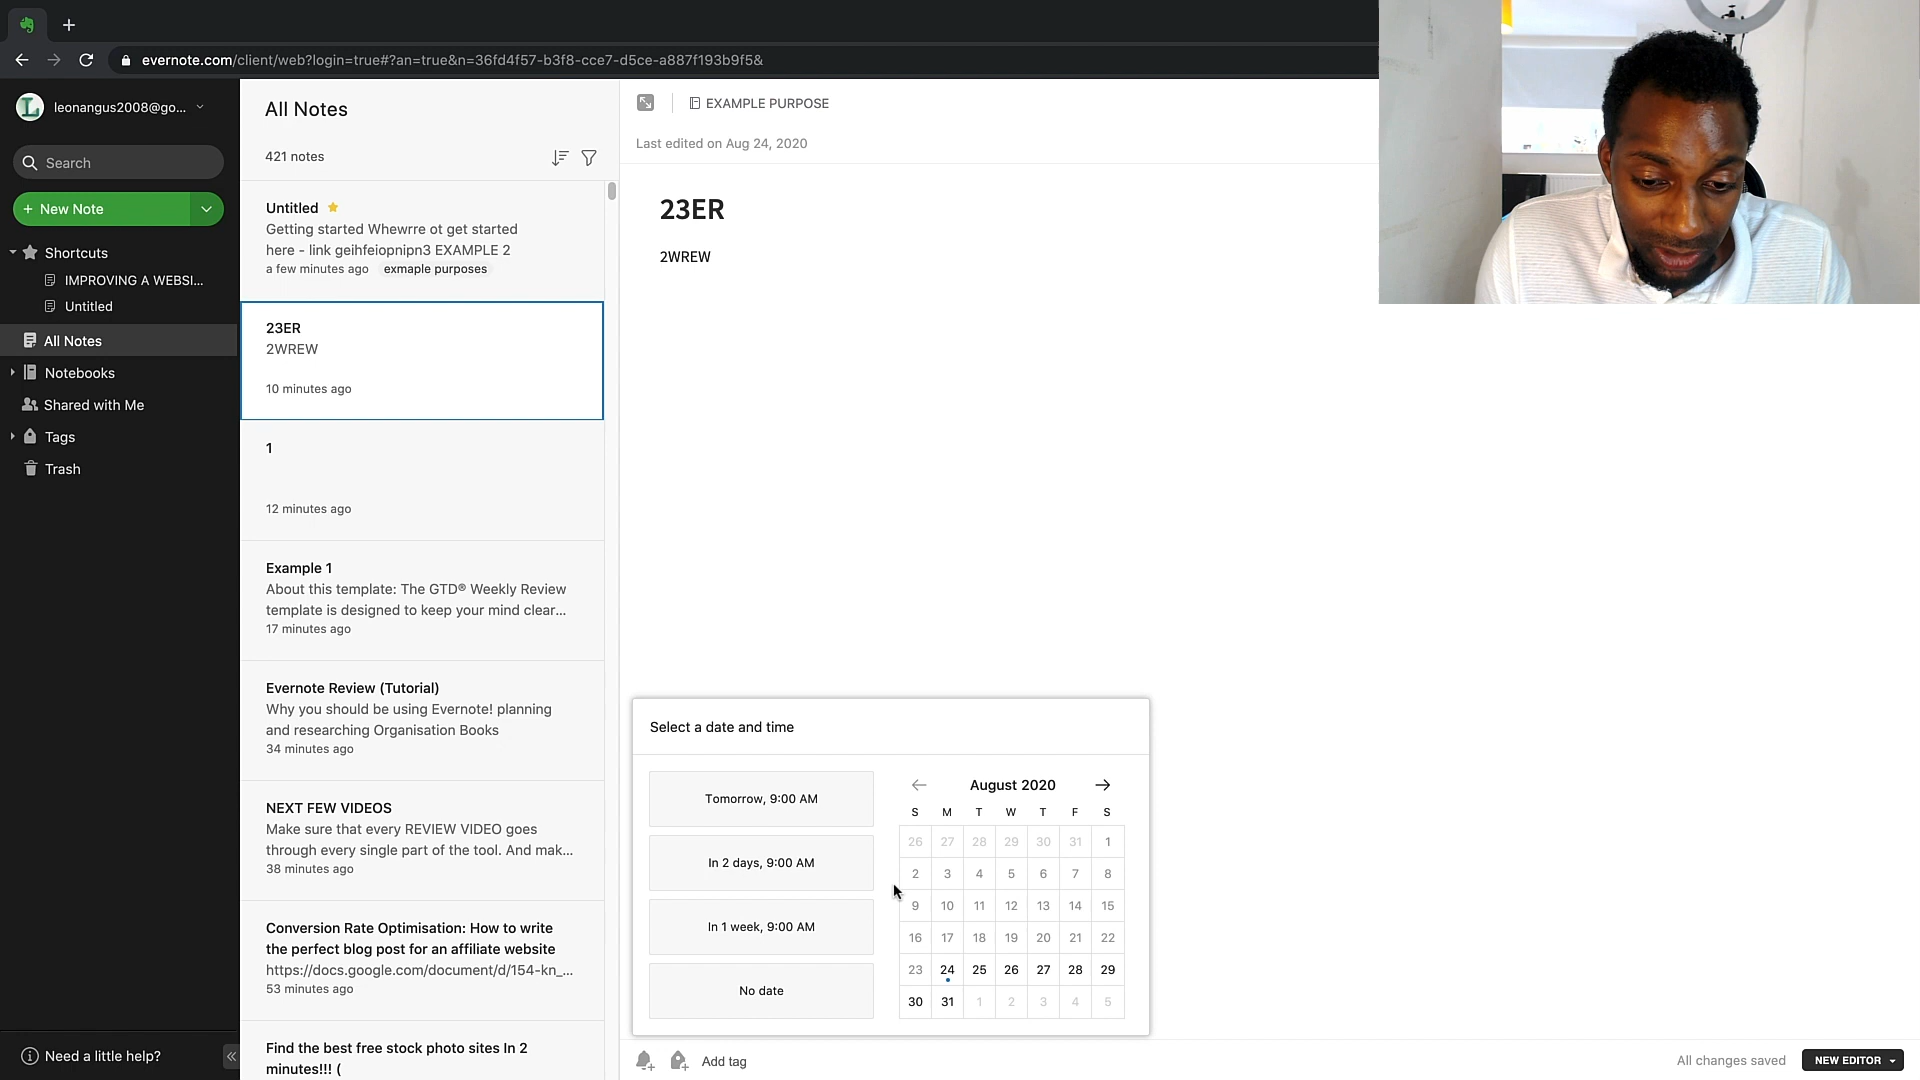 evernote.com/client/web?login=true#?an=true&n=36fd4f57-b3f8-cce7-d5ce-a887f193b9f5&
leonangus2008@go...
Search
+ New Note
Shortcuts
IMPROVING A WEBSI...
Untitled
All Notes
Notebooks
Shared with Me
Tags
Trash
Need a little help?
All Notes
421 notes
Untitled
Getting started Whewrre ot get started
here - link geihfeiopnipn3 EXAMPLE 2
a few minutes ago exmaple purposes
23ER
2WREW
10 minutes ago
1
12 minutes ago
Example 1
About this template: The GTD® Weekly Review
template is designed to keep your mind clear...
17 minutes ago
Evernote Review (Tutorial)
Why you should be using Evernote! planning
and researching Organisation Books
34 minutes ago
NEXT FEW VIDEOS
Make sure that every REVIEW VIDEO goes
through every single part of the tool. And mak...
38 minutes ago
Conversion Rate Optimisation: How to write
the perfect blog post for an affiliate website
https://docs.google.com/document/d/154-kn_...
53 minutes ago
Find the best free stock photo sites In 2
minutes!!! (
EXAMPLE PURPOSE
Last edited on Aug 24, 2020
23ER
2WREW
Select a date and time
Tomorrow, 9:00 AM
In 2 days, 9:00 AM
In 1 week, 9:00 AM
No date
August 2020
S M T W T F S
26 27 28 29 30 31 1
2 3 4 5 6 7 8
9 10 11 12 13 14 15
16 17 18 19 20 21 22
23 24 25 26 27 28 29
30 31 1 2 3 4 5
Add tag
All changes saved
NEW EDITOR